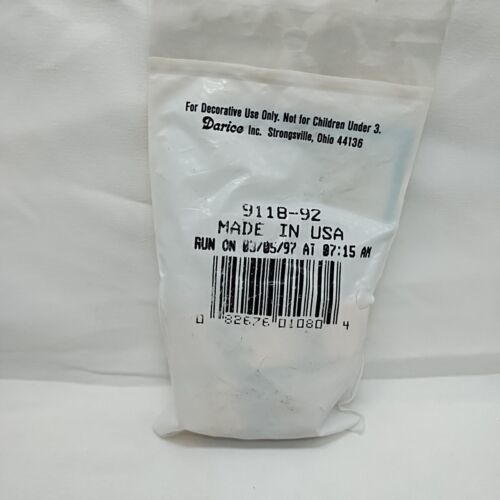 For Decorative Use Only. Not for Children Under 3.
Darice Inc. Strongsville, Ohio 44136
9118-92
MADE IN USA
RUN ON 03/05/97 AT 07:15 AM
0 82676 01080 4